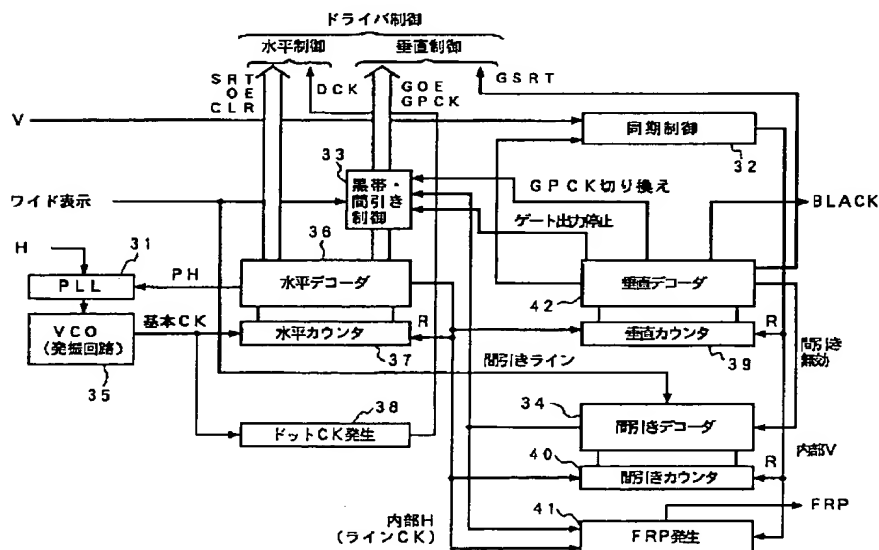 ドライバ制御
水平制御
垂直制御
SRT
OE
CLR
DCK
GOE
GPCK
GSRT
V
同期制御
32
33
黒帯・
間引き
制御
GPCK切り換え
ワイド表示
BLACK
ゲート出力停止
H
31
36
PLL
PH
水平デコーダ
垂直デコーダ
42
VCO
(発振回路)
基本CK
水平カウンタ
R
垂直カウンタ
R
35
37
間引きライン
39
間引き
無効
38
34
ドットCK発生
間引きデコーダ
内部V
40
R
間引きカウンタ
41
FRP
内部H
(ラインCK)
FRP発生